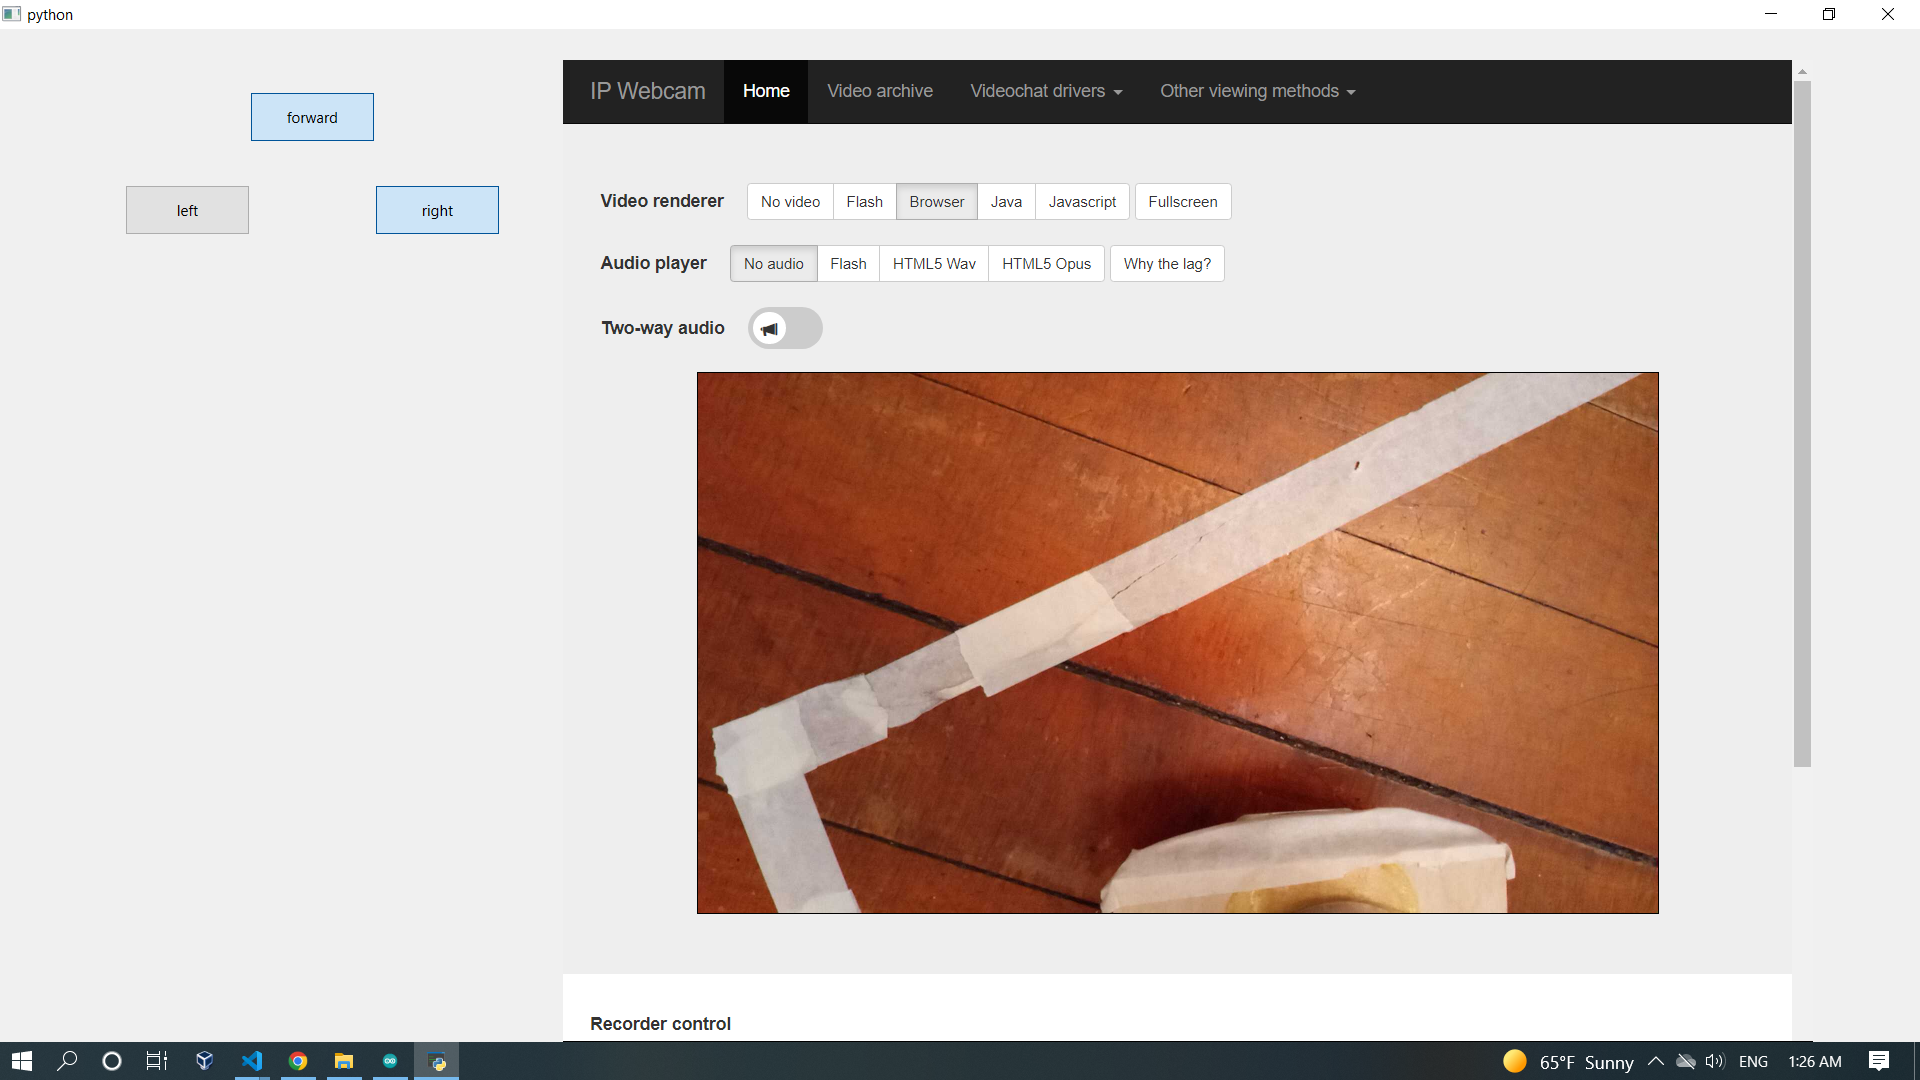 python
forward
left
right
IP Webcam Home Video archive Videochat drivers Other viewing methods
Video renderer No video Flash Browser Java Javascript Fullscreen
Audio player No audio Flash HTML5 Wav HTML5 Opus Why the lag?
Two-way audio
Recorder control
65°F Sunny ENG 1:26 AM